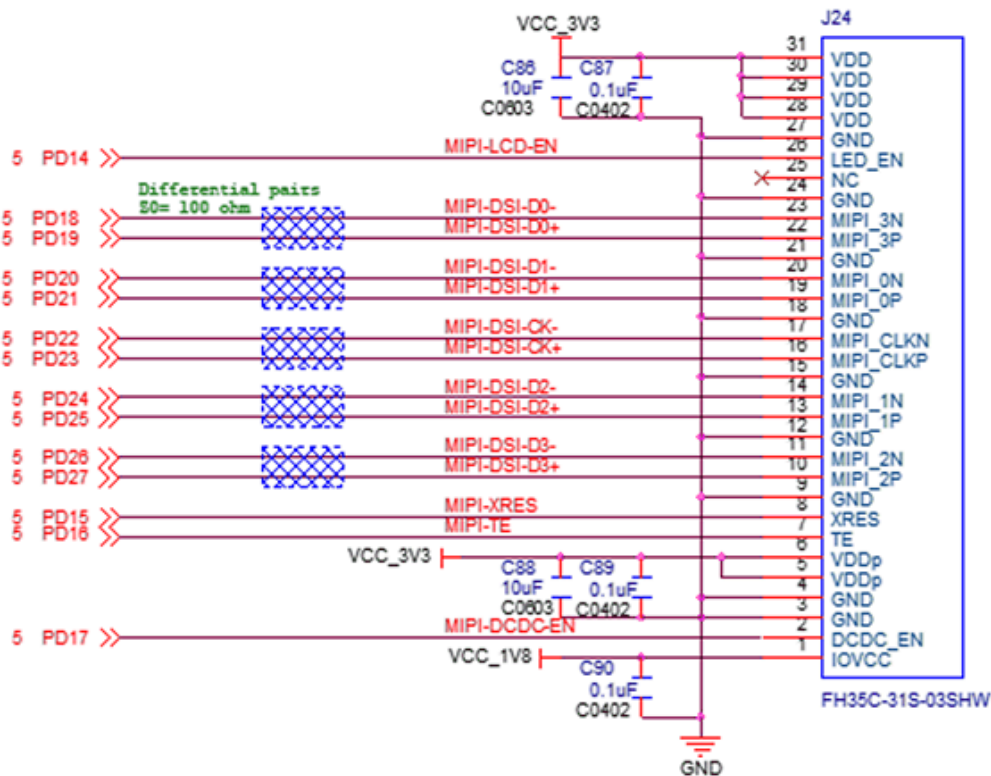 J24
VCC_3V3
31
VDD
C86 C87
30
VDD
10uF 0.1uF
29
VDD
C0603 C0402
28
VDD
27
GND
5 PD14 MIPI-LCD-EN
26
LED_EN
25
NC
Differential pairs
24
GND
S0= 100 ohm
5 PD18 MIPI-DSI-D0-
23
MIPI_3N
5 PD19 MIPI-DSI-D0+
22
MIPI_3P
21
GND
5 PD20 MIPI-DSI-D1-
20
MIPI_0N
5 PD21 MIPI-DSI-D1+
19
MIPI_0P
18
GND
5 PD22 MIPI-DSI-CK-
17
MIPI_CLKN
5 PD23 MIPI-DSI-CK+
16
MIPI_CLKP
15
GND
5 PD24 MIPI-DSI-D2-
14
MIPI_1N
5 PD25 MIPI-DSI-D2+
13
MIPI_1P
12
GND
5 PD26 MIPI-DSI-D3-
11
MIPI_2N
5 PD27 MIPI-DSI-D3+
10
MIPI_2P
9
GND
5 PD15 MIPI-XRES
8
XRES
5 PD16 MIPI-TE
7
TE
VCC_3V3
6
VDDp
C88 C89
5
VDDp
10uF 0.1uF
4
GND
C0603 C0402
3
GND
5 PD17 MIPI-DCDC-EN
2
DCDC_EN
VCC_1V8
1
IOVCC
C90
0.1uF
C0402
FH35C-31S-03SHW
GND